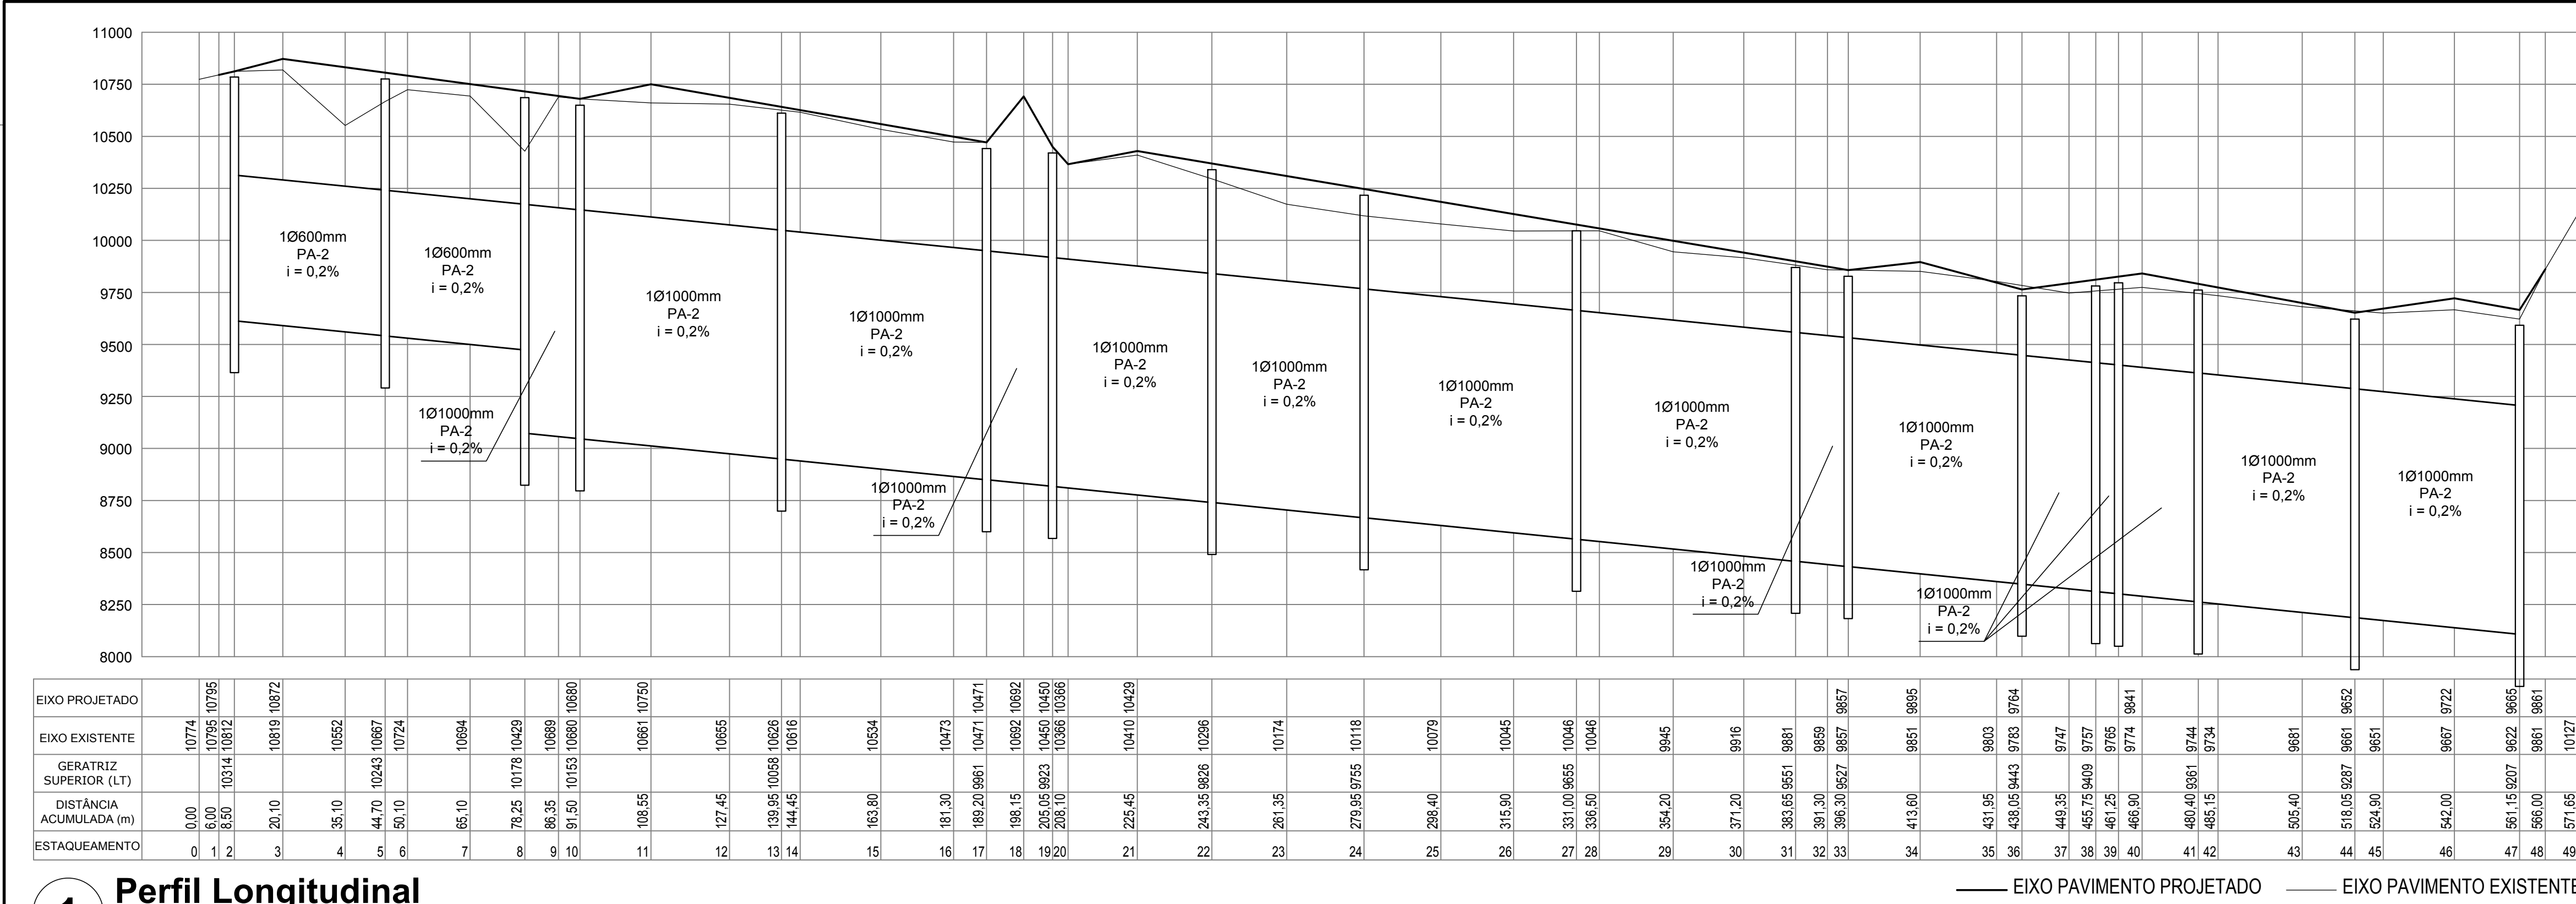 11000
10750
10500
10250
10000
9750
9500
9250
9000
8750
8500
8250
8000
1Ø600mm
PA-2
i = 0,2%
1Ø600mm
PA-2
i = 0,2%
1Ø1000mm
PA-2
i = 0,2%
1Ø1000mm
PA-2
i = 0,2%
1Ø1000mm
PA-2
i = 0,2%
1Ø1000mm
PA-2
i = 0,2%
1Ø1000mm
PA-2
i = 0,2%
1Ø1000mm
PA-2
i = 0,2%
1Ø1000mm
PA-2
i = 0,2%
1Ø1000mm
PA-2
i = 0,2%
1Ø1000mm
PA-2
i = 0,2%
1Ø1000mm
PA-2
i = 0,2%
1Ø1000mm
PA-2
i = 0,2%
1Ø1000mm
PA-2
i = 0,2%
1Ø1000mm
PA-2
i = 0,2%
1Ø1000mm
PA-2
i = 0,2%
EIXO PROJETADO 10795 10872 10680 10750 10471 10692 10450 10366 10429 9857 9895 9764 9841 9652 9722 9665 9861
EIXO EXISTENTE 10774 10795 10812 10819 10552 10667 10724 10694 10429 10689 10680 10661 10655 10626 10616 10534 10473 10471 10692 10450 10366 10410 10296 10174 10118 10079 10045 10046 10046 9945 9916 9881 9859 9857 9851 9803 9783 9747 9757 9765 9774 9744 9734 9681 9661 9651 9667 9622 9861 10127
GERATRIZ
SUPERIOR (LT) 10314 10243 10178 10153 10058 9961 9923 9826 9755 9655 9551 9527 9443 9409 9361 9287 9207
DISTÂNCIA
ACUMULADA (m) 0,00 6,00 8,50 20,10 35,10 44,70 50,10 65,10 78,25 86,35 91,50 108,55 127,45 139,95 144,45 163,80 181,30 189,20 198,15 205,05 208,10 225,45 243,35 261,35 279,95 298,40 315,90 331,00 336,50 354,20 371,20 383,65 391,30 396,30 413,60 431,95 438,05 449,35 455,75 461,25 466,90 480,40 485,15 505,40 518,05 524,90 542,00 561,15 566,00 571,65
ESTAQUEAMENTO 0 1 2 3 4 5 6 7 8 9 10 11 12 13 14 15 16 17 18 19 20 21 22 23 24 25 26 27 28 29 30 31 32 33 34 35 36 37 38 39 40 41 42 43 44 45 46 47 48 49
Perfil Longitudinal
EIXO PAVIMENTO PROJETADO
EIXO PAVIMENTO EXISTENTE